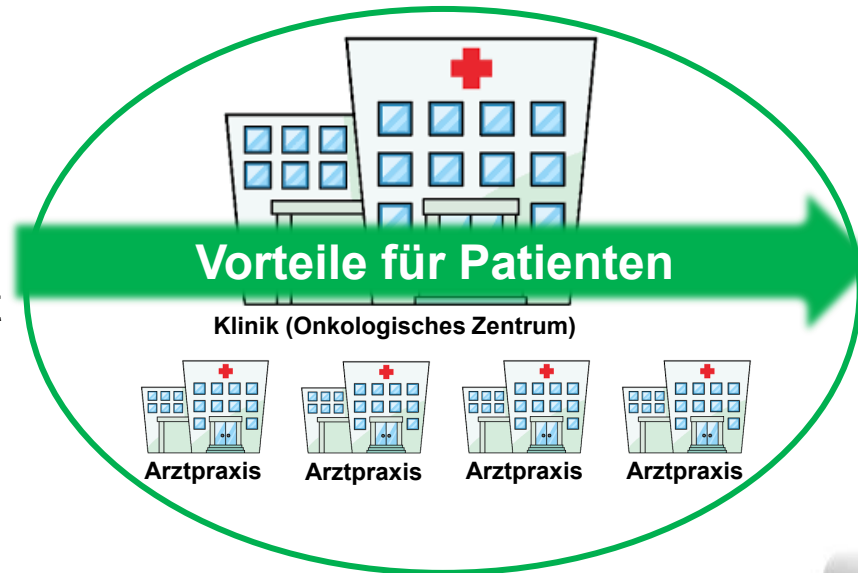 Vorteile für Patienten
Klinik (Onkologisches Zentrum)
Arztpraxis Arztpraxis Arztpraxis Arztpraxis